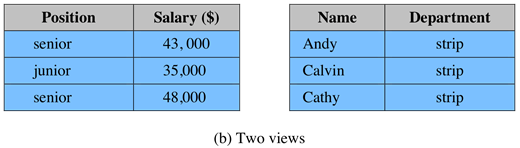 Position Salary ($) Name Department
senior 43, 000 Andy strip
junior 35,000 Calvin strip
senior 48,000 Cathy strip
(b) Two views